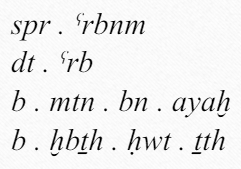 spr . ʿrbnm
dt . ʿrb
b . mtn . bn . ayaḫ
b . ḫbṯh . ḥwt . ṯth